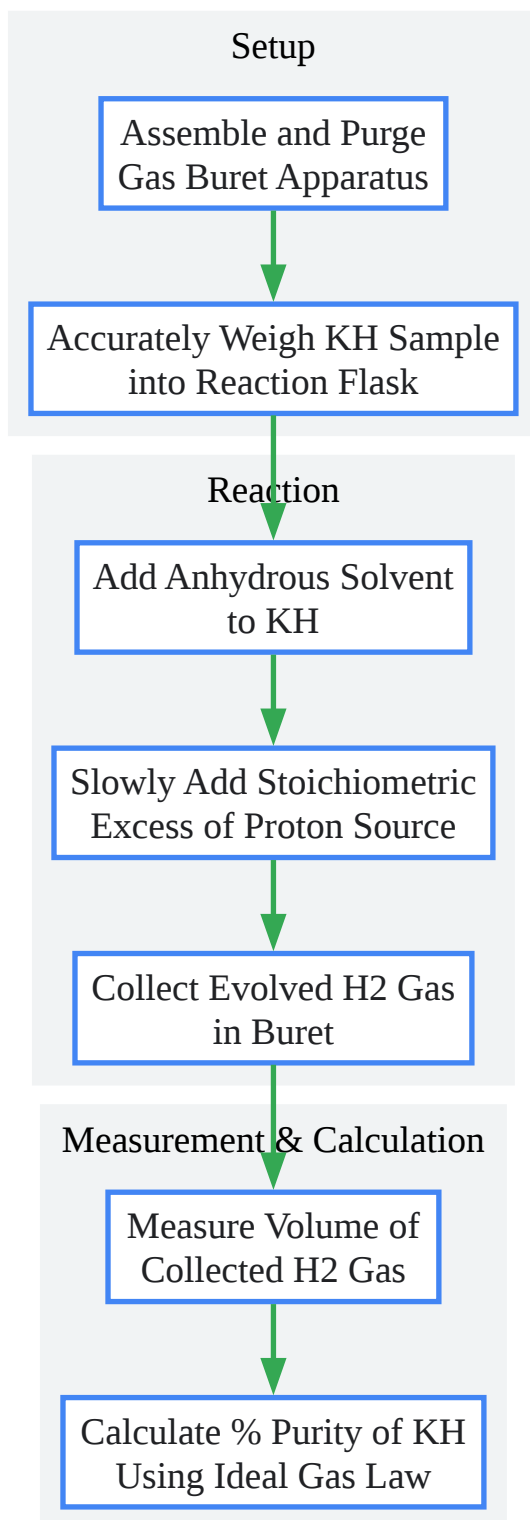 Setup
Assemble and Purge
Gas Buret Apparatus
Accurately Weigh KH Sample
into Reaction Flask
Reaction
Add Anhydrous Solvent
to KH
Slowly Add Stoichiometric
Excess of Proton Source
Collect Evolved H2 Gas
in Buret
Measurement & Calculation
Measure Volume of
Collected H2 Gas
Calculate % Purity of KH
Using Ideal Gas Law